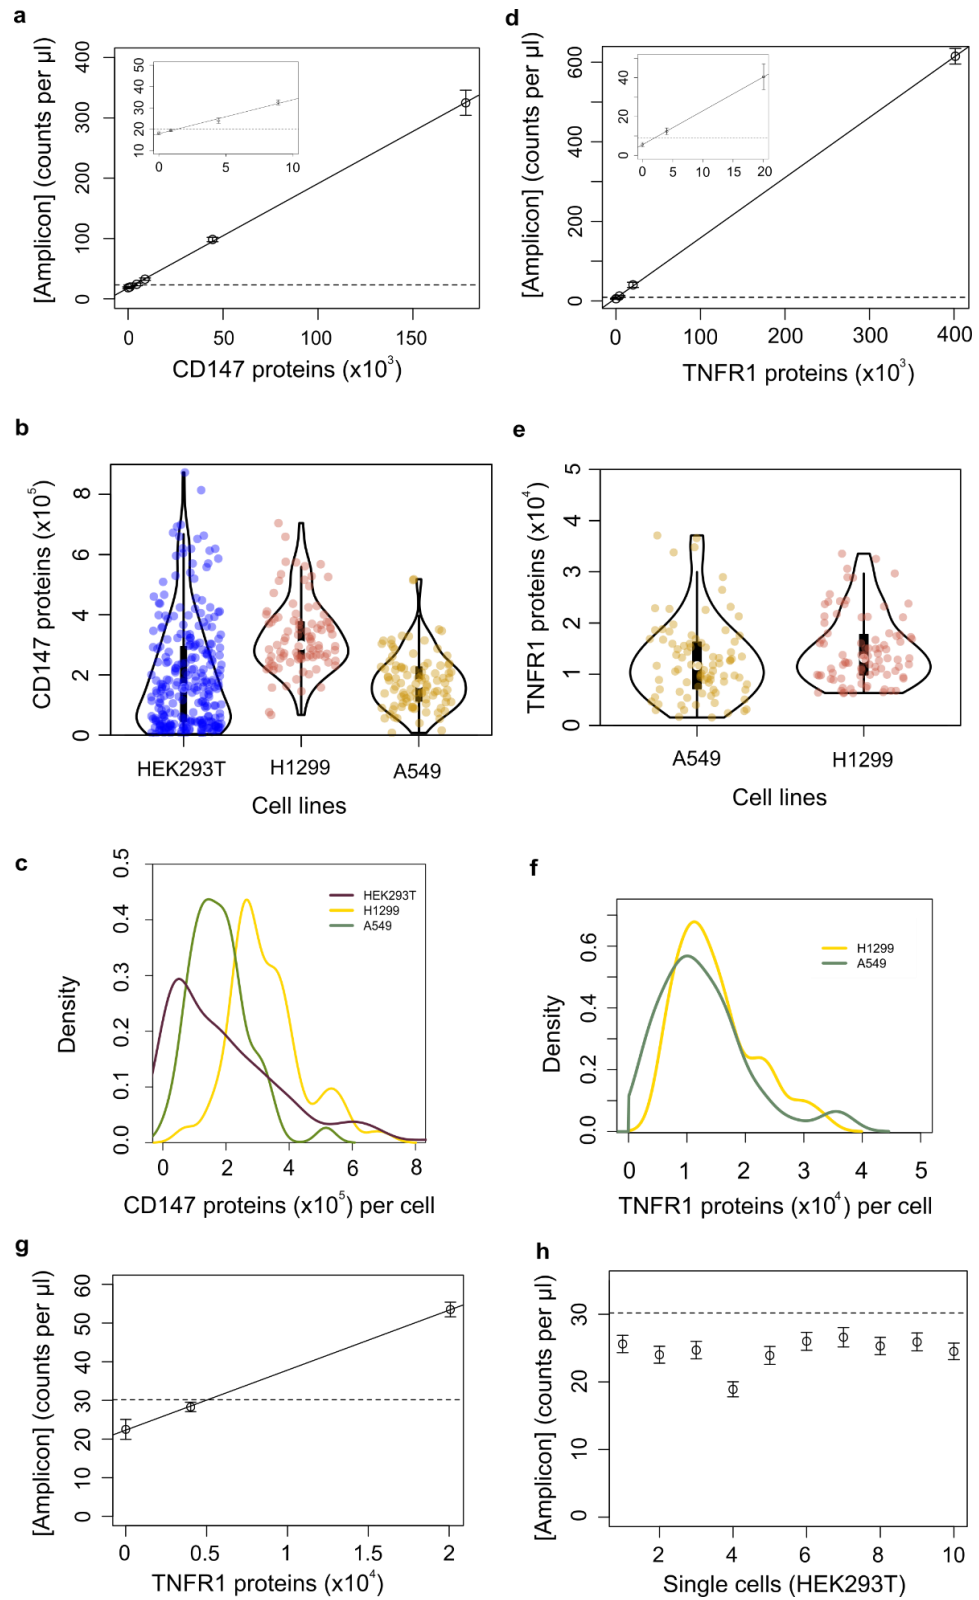 a
[Amplicon] (counts per µl)
400
300
200
100
0
50
40
30
20
10
0 5 10
0 50 100 150
CD147 proteins (x10³)
d
[Amplicon] (counts per µl)
600
400
200
0
40
20
0
0 5 10 15 20
0 100 200 300 400
TNFR1 proteins (x10³)
b
CD147 proteins (x10⁵)
8
6
4
2
0
HEK293T H1299 A549
Cell lines
e
TNFR1 proteins (x10⁴)
5
4
3
2
1
0
A549 H1299
Cell lines
c
Density
0.5
0.4
0.3
0.2
0.1
0.0
HEK293T
H1299
A549
0 2 4 6 8
CD147 proteins (x10⁵) per cell
f
Density
0.6
0.4
0.2
0.0
H1299
A549
0 1 2 3 4 5
TNFR1 proteins (x10⁴) per cell
g
[Amplicon] (counts per µl)
60
50
40
30
20
10
0
0 0.5 1 1.5 2
TNFR1 proteins (x10⁴)
h
[Amplicon] (counts per µl)
30
20
10
0
2 4 6 8 10
Single cells (HEK293T)